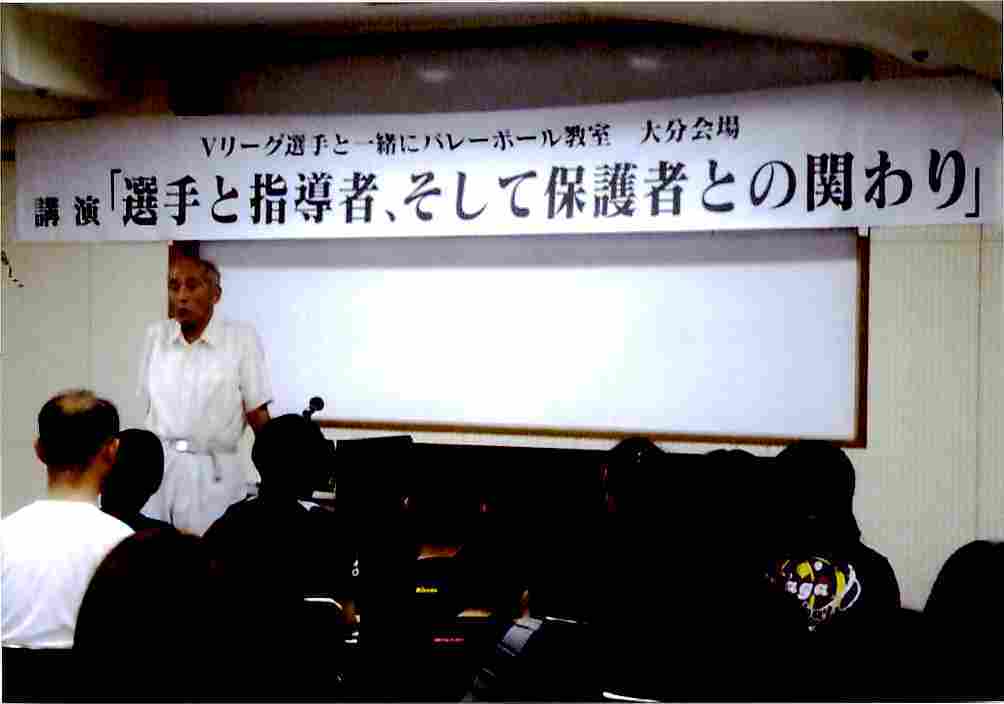 Vリーグ選手と一緒にバレーボール教室　大分会場
講演「選手と指導者、そして保護者との関わり」